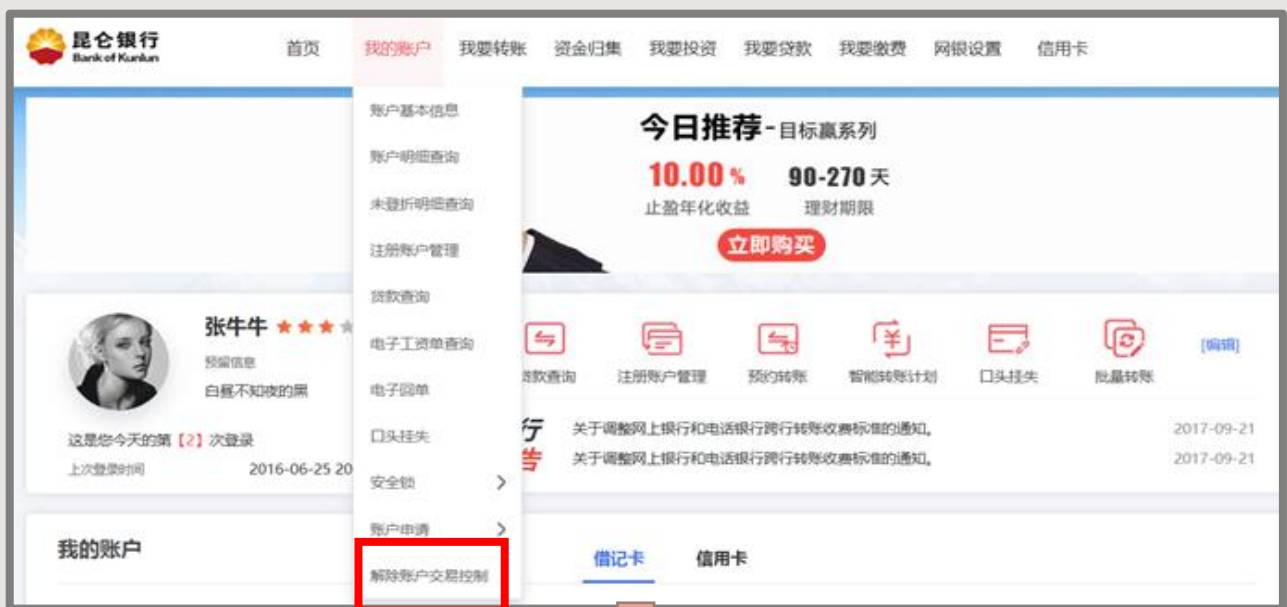 昆仑银行
Bank of Kunlun
首页 我的账户 我要转账 资金归集 我要投资 我要贷款 我要缴费 网银设置 信用卡
账户基本信息
账户明细查询
未登折明细查询
注册账户管理
贷款查询
电子工资单查询
电子回单
口头挂失
安全锁
账户申请
解除账户交易控制
今日推荐-目标赢系列
10.00% 90-270天
止盈年化收益 理财期限
立即购买
张牛牛
预留信息
白昼不知夜的黑
这是您今天的第【2】次登录
上次登录时间 2016-06-25 20
款查询 注册账户管理 预约转账 智能转账计划 口头挂失 批量转账 [编辑]
行
告
关于调整网上银行和电话银行跨行转账收费标准的通知。 2017-09-21
关于调整网上银行和电话银行跨行转账收费标准的通知。 2017-09-21
我的账户
借记卡 信用卡